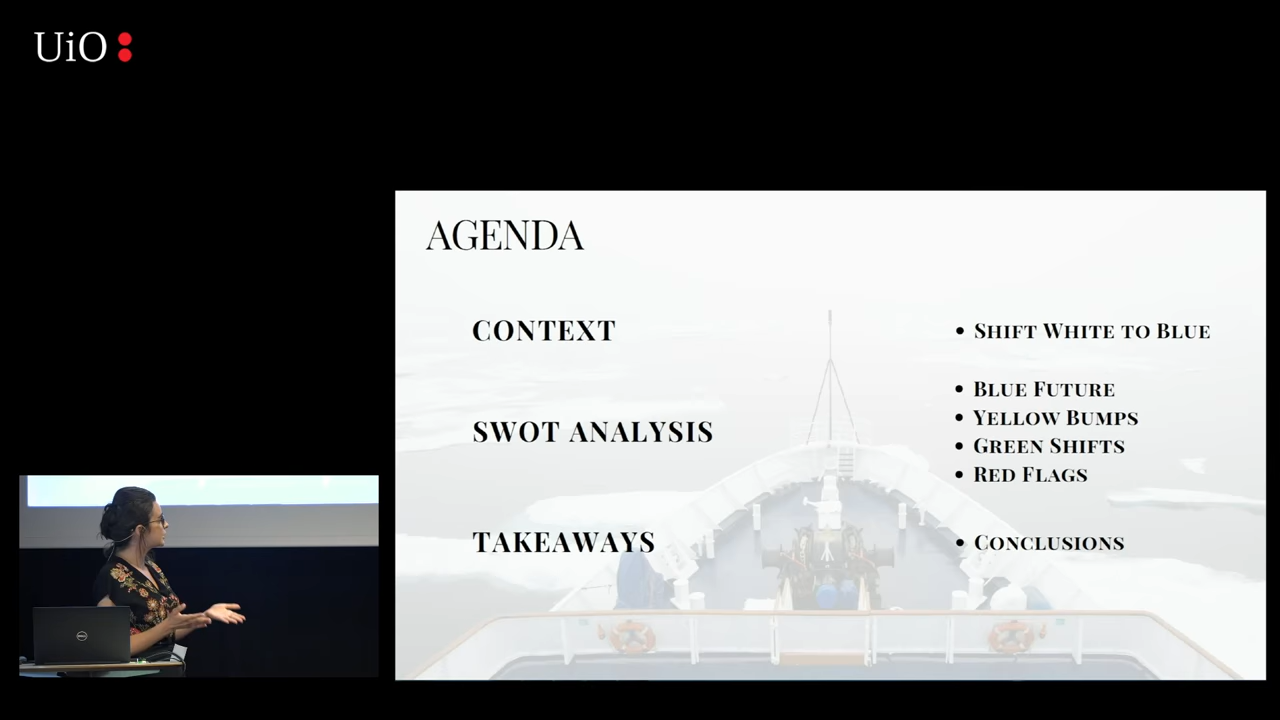 UiO
AGENDA
CONTEXT
• Shift White to Blue
SWOT ANALYSIS
• Blue Future
• Yellow Bumps
• Green Shifts
• Red Flags
TAKEAWAYS
• Conclusions
DELL